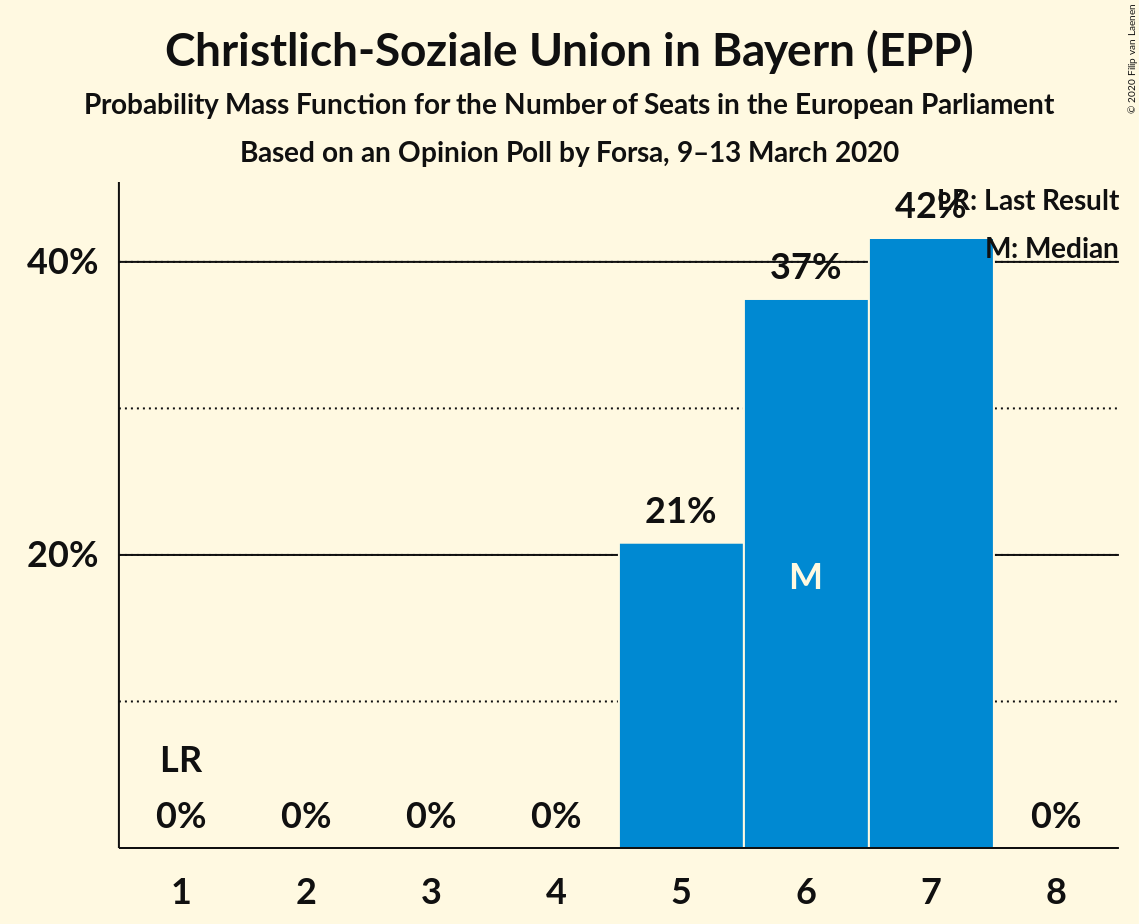 Christlich-Soziale Union in Bayern (EPP)
Probability Mass Function for the Number of Seats in the European Parliament
Based on an Opinion Poll by Forsa, 9–13 March 2020
© 2020 Filip van Laenen
LR: Last Result
M: Median
42%
40%
37%
21%
20%
M
LR
0%
0%
0%
0%
0%
1
2
3
4
5
6
7
8